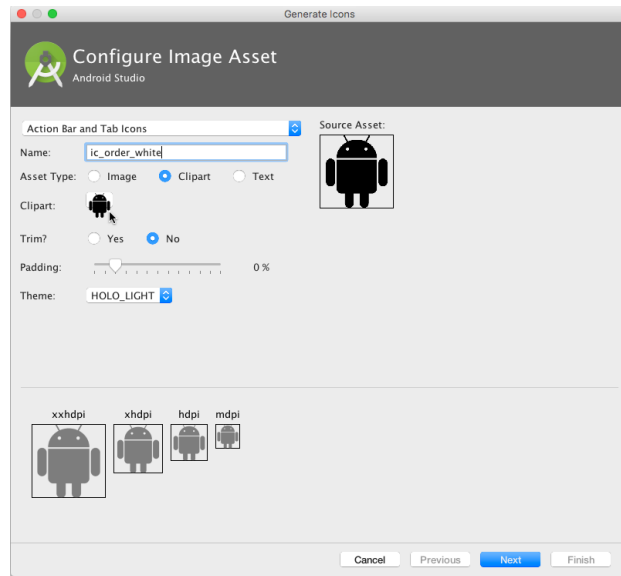 Generate Icons
Configure Image Asset
Android Studio
Action Bar and Tab Icons
Source Asset:
Name: ic_order_white
Asset Type: Image Clipart Text
Clipart:
Trim? Yes No
Padding: 0 %
Theme: HOLO_LIGHT
xxhdpi xhdpi hdpi mdpi
Cancel Previous Next Finish